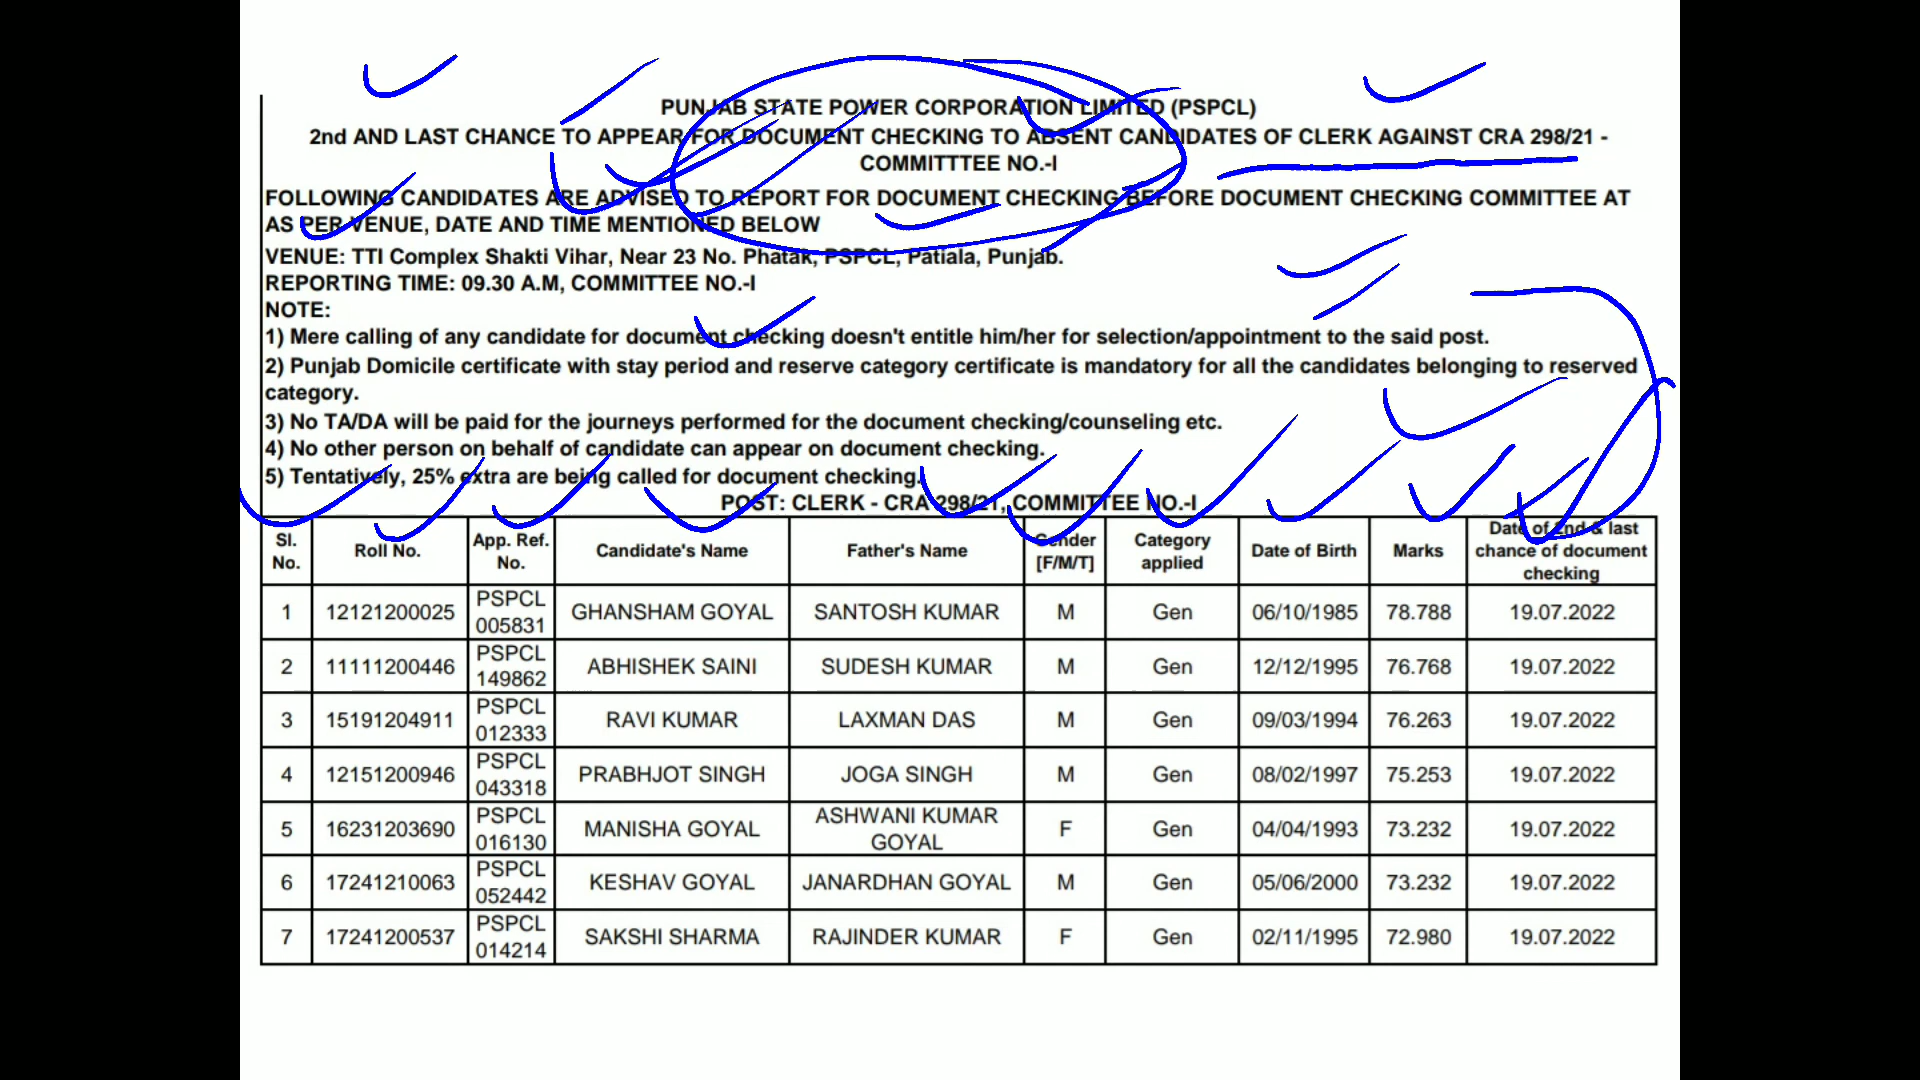 PUNJAB STATE POWER CORPORATION LIMITED (PSPCL)
2nd AND LAST CHANCE TO APPEAR FOR DOCUMENT CHECKING TO ABSENT CANDIDATES OF CLERK AGAINST CRA 298/21 -
COMMITTTEE NO.-I
FOLLOWING CANDIDATES ARE ADVISED TO REPORT FOR DOCUMENT CHECKING BEFORE DOCUMENT CHECKING COMMITTEE AT
AS PER VENUE, DATE AND TIME MENTIONED BELOW
VENUE: TTI Complex Shakti Vihar, Near 23 No. Phatak, PSPCL, Patiala, Punjab.
REPORTING TIME: 09.30 A.M, COMMITTEE NO.-I
NOTE:
1) Mere calling of any candidate for document checking doesn't entitle him/her for selection/appointment to the said post.
2) Punjab Domicile certificate with stay period and reserve category certificate is mandatory for all the candidates belonging to reserved
category.
3) No TA/DA will be paid for the journeys performed for the document checking/counseling etc.
4) No other person on behalf of candidate can appear on document checking.
5) Tentatively, 25% extra are being called for document checking.
POST: CLERK - CRA 298/21, COMMITTEE NO.-I
Sl. No. Roll No. App. Ref. No. Candidate's Name Father's Name Gender [F/M/T] Category applied Date of Birth Marks Date of 2nd & last chance of document checking
1 12121200025 PSPCL 005831 GHANSHAM GOYAL SANTOSH KUMAR M Gen 06/10/1985 78.788 19.07.2022
2 11111200446 PSPCL 149862 ABHISHEK SAINI SUDESH KUMAR M Gen 12/12/1995 76.768 19.07.2022
3 15191204911 PSPCL 012333 RAVI KUMAR LAXMAN DAS M Gen 09/03/1994 76.263 19.07.2022
4 12151200946 PSPCL 043318 PRABHJOT SINGH JOGA SINGH M Gen 08/02/1997 75.253 19.07.2022
5 16231203690 PSPCL 016130 MANISHA GOYAL ASHWANI KUMAR GOYAL F Gen 04/04/1993 73.232 19.07.2022
6 17241210063 PSPCL 052442 KESHAV GOYAL JANARDHAN GOYAL M Gen 05/06/2000 73.232 19.07.2022
7 17241200537 PSPCL 014214 SAKSHI SHARMA RAJINDER KUMAR F Gen 02/11/1995 72.980 19.07.2022